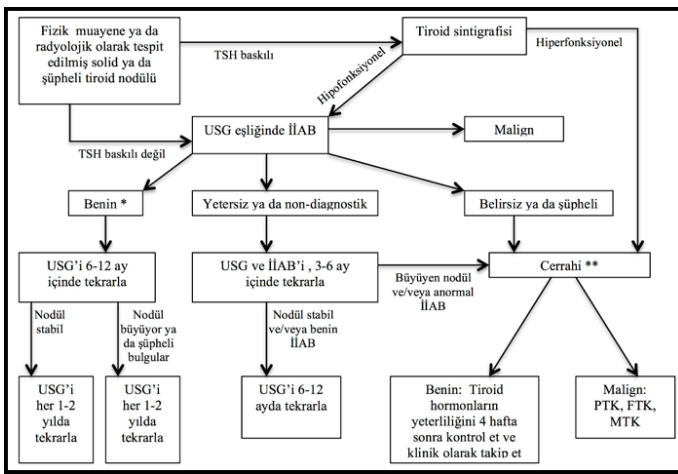 Fizik muayene ya da
radyolojik olarak tespit
edilmiş solid ya da
şüpheli tiroid nodülü
TSH baskılı
Tiroid sintigrafisi
Hiperfonksiyonel
Hipofonksiyonel
TSH baskılı değil
USG eşliğinde İİAB
Malign
Benin *
Yetersiz ya da non-diagnostik
Belirsiz ya da şüpheli
USG'i 6-12 ay
içinde tekrarla
USG ve İİAB'i , 3-6 ay
içinde tekrarla
Büyüyen nodül
ve/veya anormal
İİAB
Cerrahi **
Nodül
stabil
Nodül
büyüyor ya
da şüpheli
bulgular
Nodül stabil
ve/veya benin
İİAB
USG'i
her 1-2
yılda
tekrarla
USG'i
her 1-2
yılda
tekrarla
USG'i 6-12
ayda tekrarla
Benin: Tiroid
hormonların
yeterliliğini 4 hafta
sonra kontrol et ve
klinik olarak takip et
Malign:
PTK, FTK,
MTK